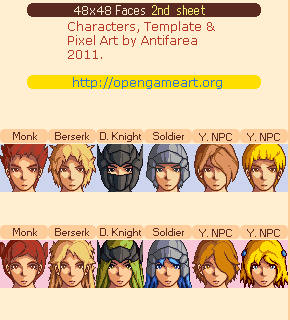 48x48 Faces 2nd sheet
Characters, Template &
Pixel Art by Antifarea
2011.
http://opengameart.org
Monk Berserk D. Knight Soldier Y. NPC Y. NPC
Monk Berserk D. Knight Soldier Y. NPC Y. NPC